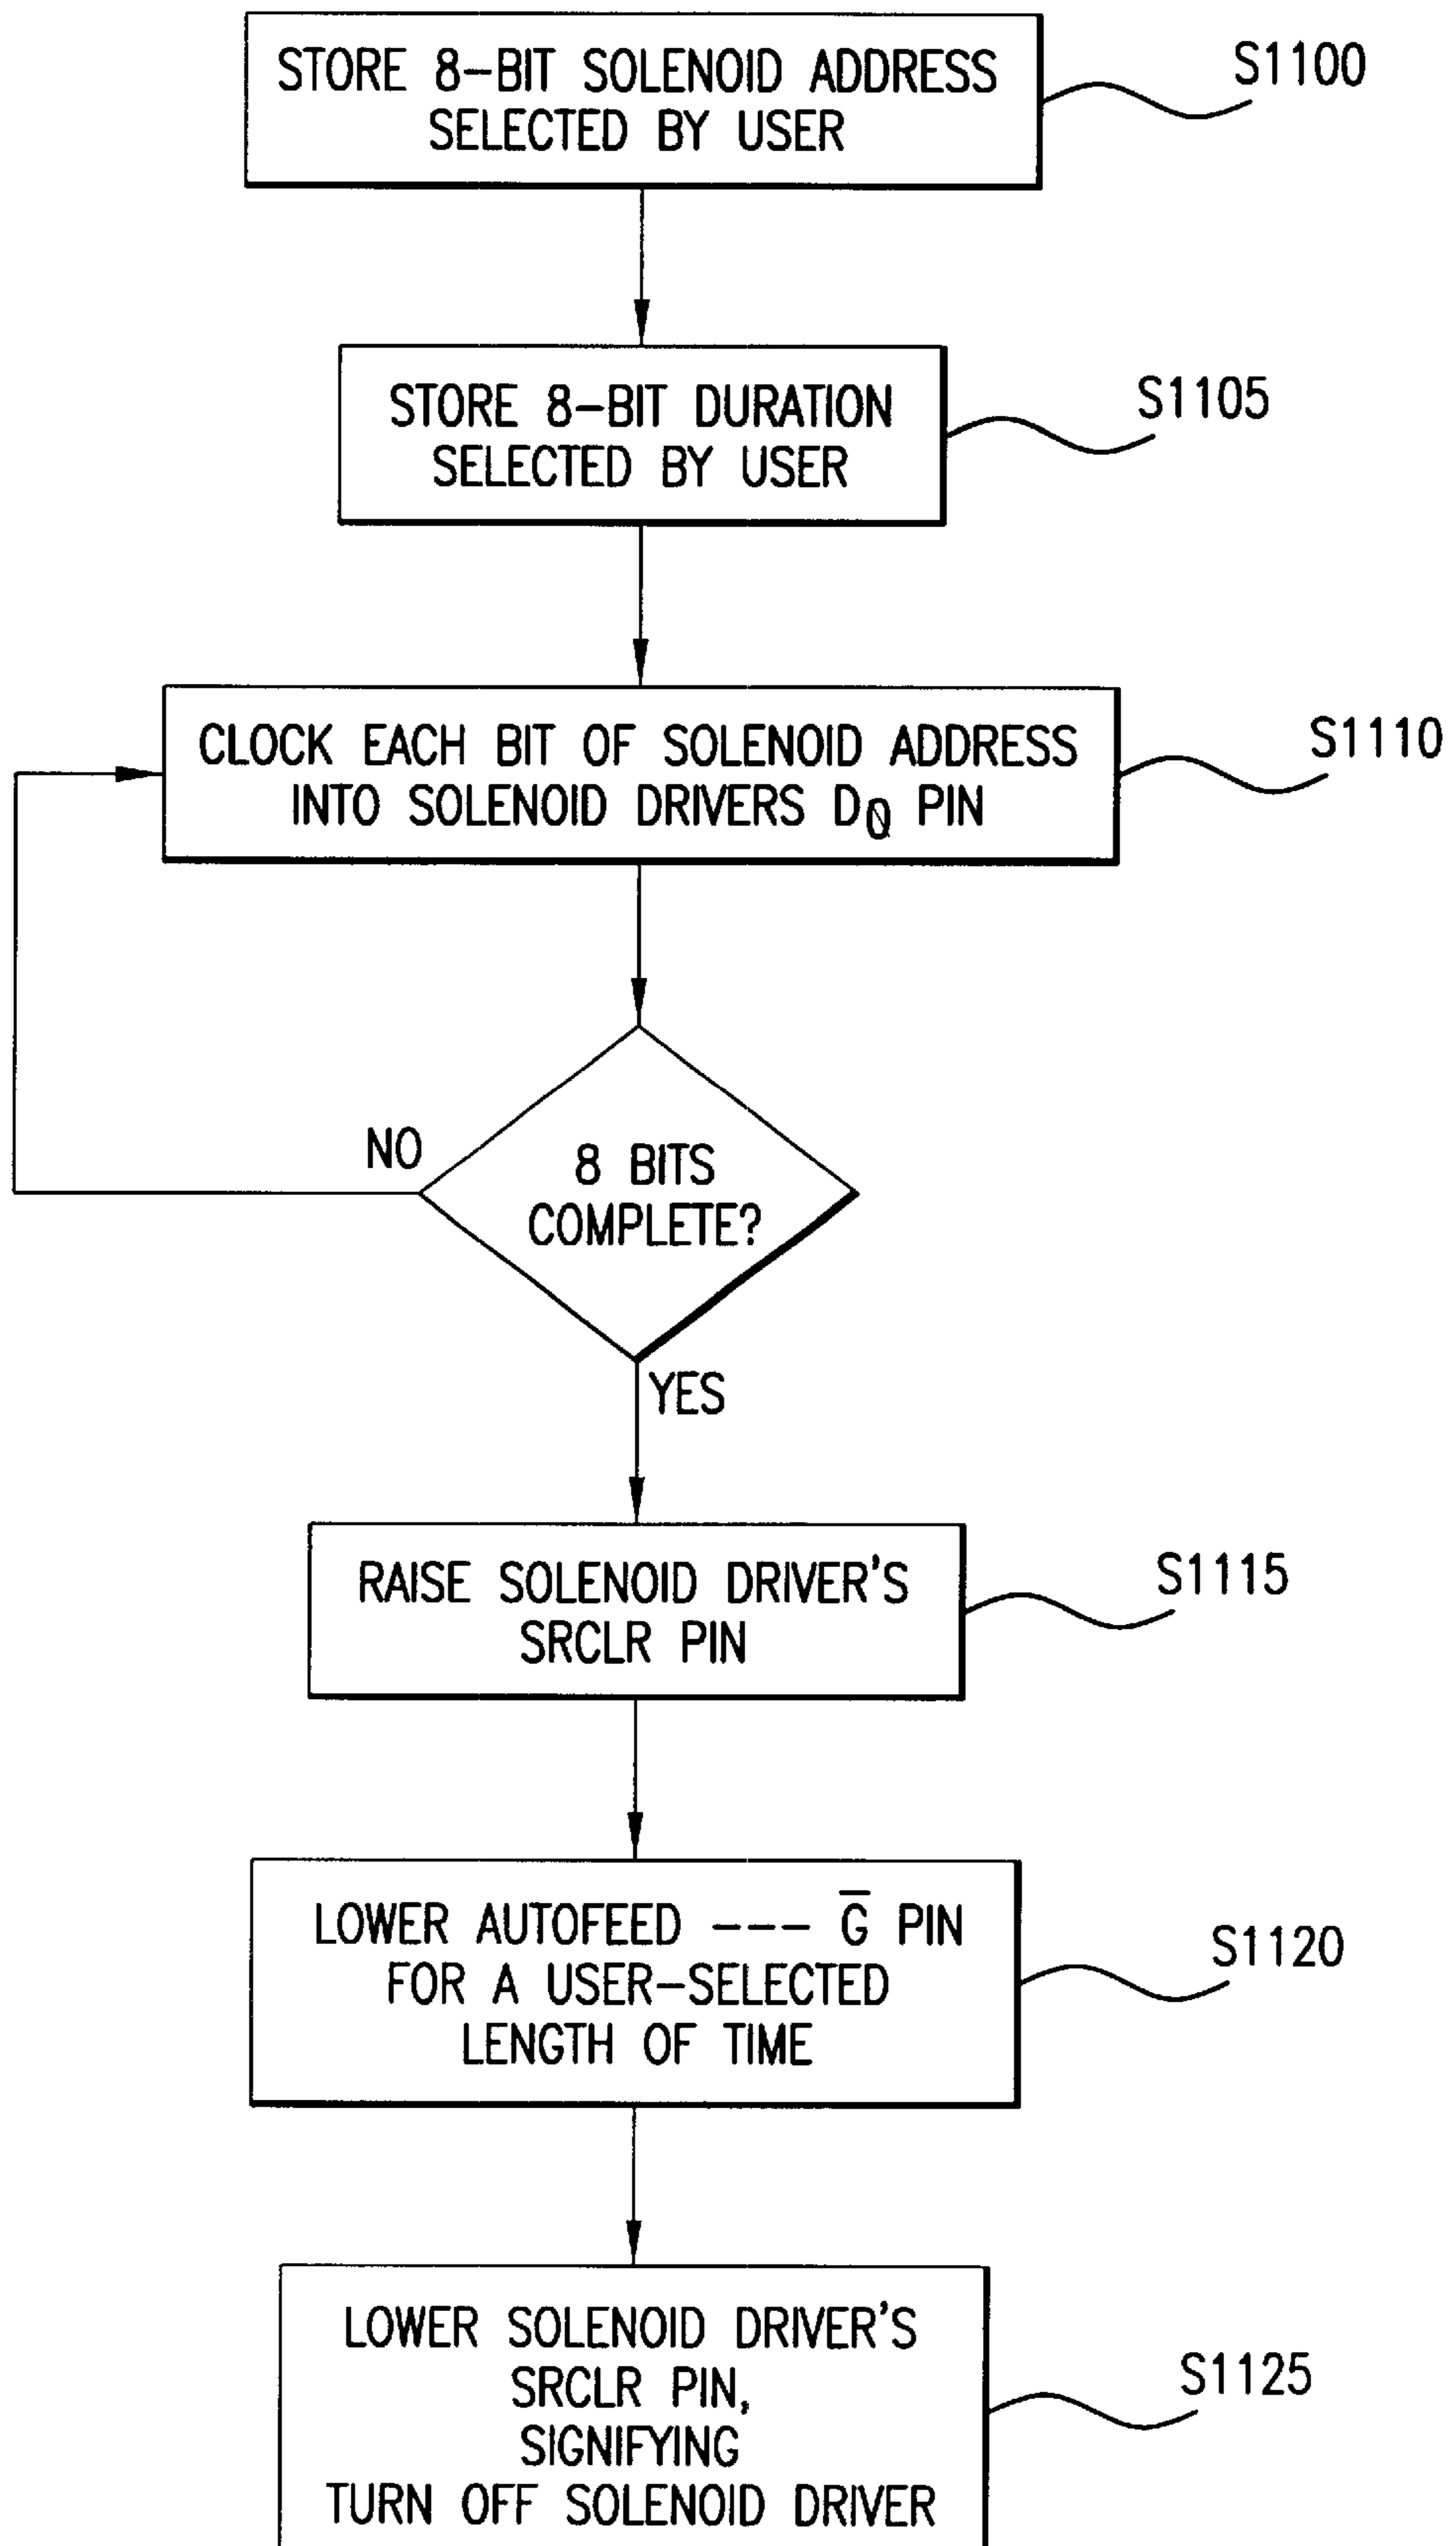 STORE 8-BIT SOLENOID ADDRESS
SELECTED BY USER
S1100
STORE 8-BIT DURATION
SELECTED BY USER
S1105
CLOCK EACH BIT OF SOLENOID ADDRESS
INTO SOLENOID DRIVERS D0 PIN
S1110
NO
8 BITS
COMPLETE?
YES
RAISE SOLENOID DRIVER'S
SRCLR PIN
S1115
LOWER AUTOFEED --- G̅ PIN
FOR A USER-SELECTED
LENGTH OF TIME
S1120
LOWER SOLENOID DRIVER'S
SRCLR PIN,
SIGNIFYING
TURN OFF SOLENOID DRIVER
S1125